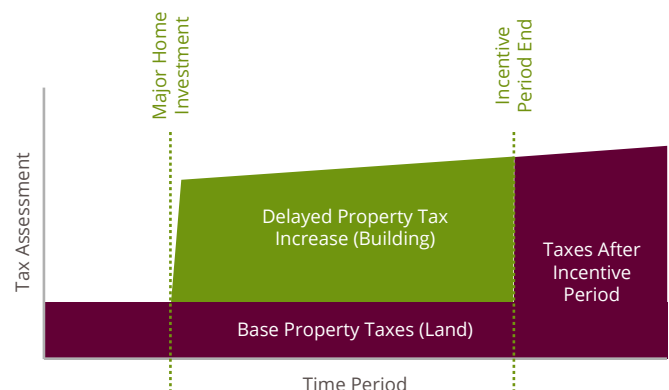 Major Home
Investment
Incentive
Period End
Tax Assessment
Delayed Property Tax
Increase (Building)
Taxes After
Incentive
Period
Base Property Taxes (Land)
Time Period